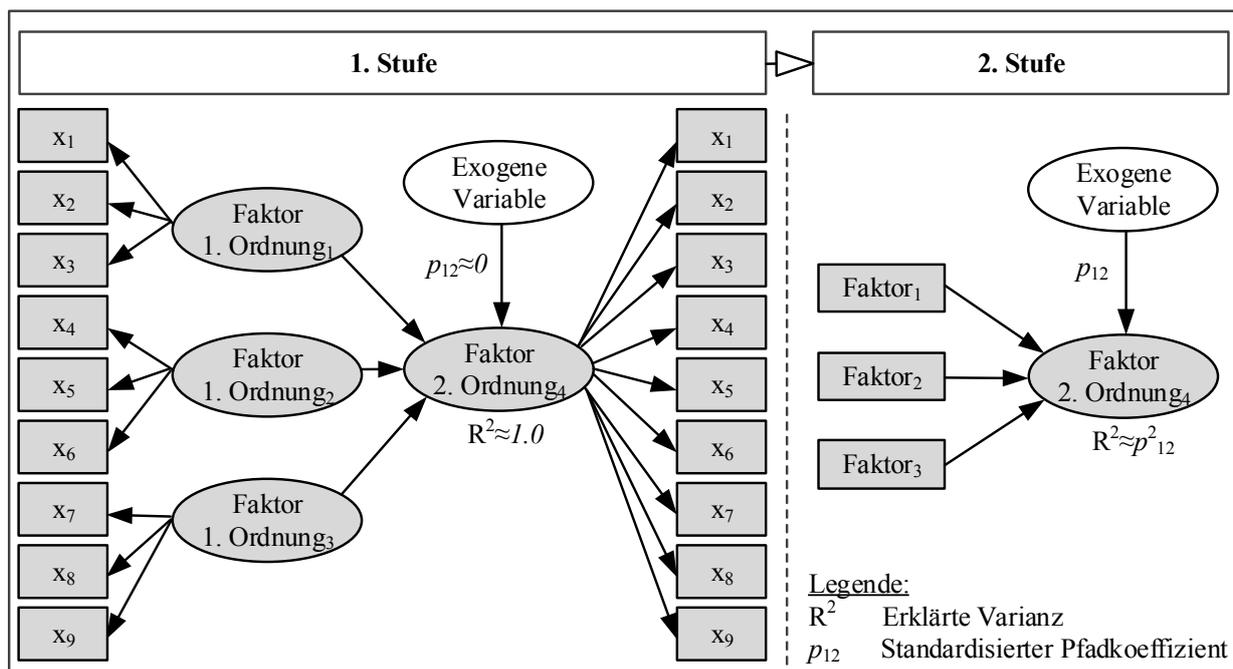 1. Stufe
2. Stufe
x1
x2
x3
x4
x5
x6
x7
x8
x9
Faktor
1. Ordnung1
Faktor
1. Ordnung2
Faktor
1. Ordnung3
Exogene
Variable
p12≈0
Faktor
2. Ordnung4
R²≈1.0
x1
x2
x3
x4
x5
x6
x7
x8
x9
Exogene
Variable
p12
Faktor1
Faktor2
Faktor3
Faktor
2. Ordnung4
R²≈p²12
Legende:
R² Erklärte Varianz
p12 Standardisierter Pfadkoeffizient